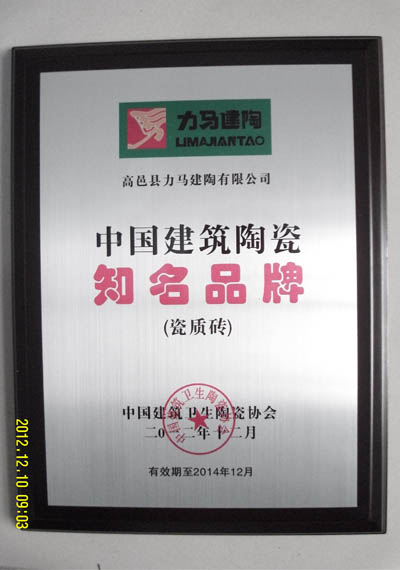 力马建陶
LIMAJIANTAO
高邑县力马建陶有限公司
中国建筑陶瓷
知名品牌
(瓷质砖)
中国建筑卫生陶瓷协会
二0一二年十二月
有效期至2014年12月
2012.12.10 09:03